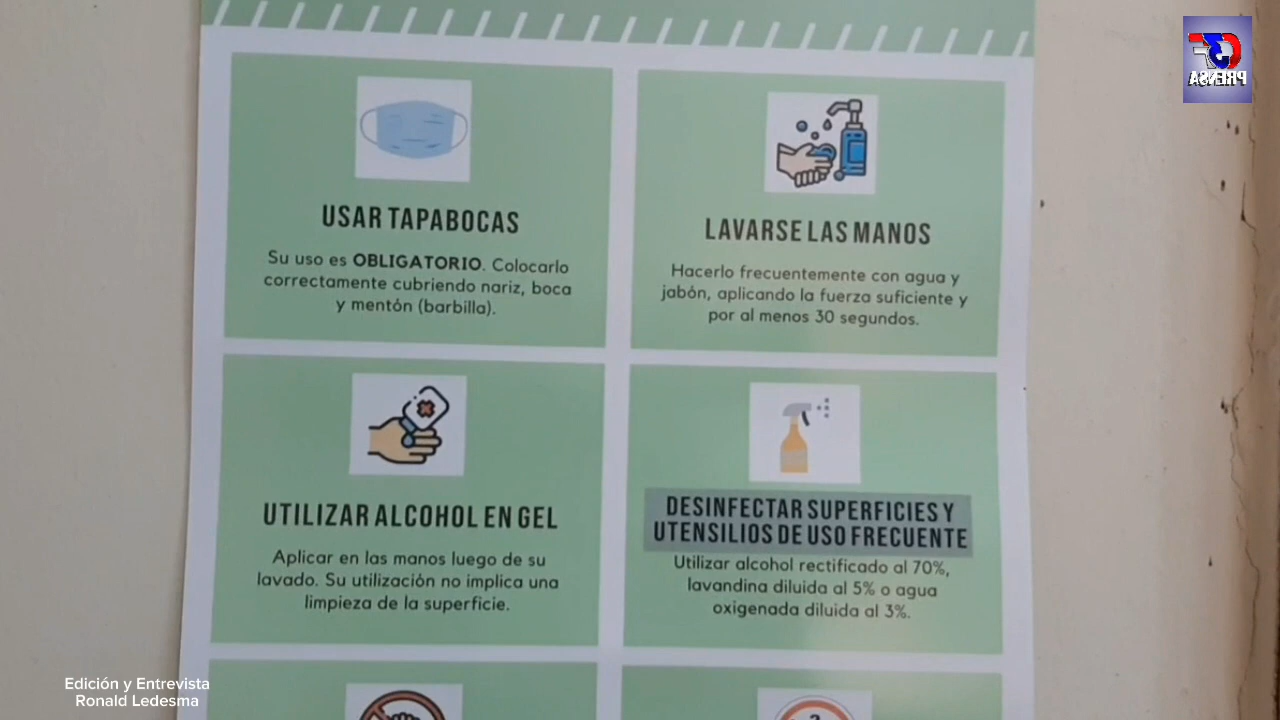 USAR TAPABOCAS
Su uso es OBLIGATORIO. Colocarlo
correctamente cubriendo nariz, boca
y mentón (barbilla).
LAVARSE LAS MANOS
Hacerlo frecuentemente con agua y
jabón, aplicando la fuerza suficiente y
por al menos 30 segundos.
UTILIZAR ALCOHOL EN GEL
Aplicar en las manos luego de su
lavado. Su utilización no implica una
limpieza de la superficie.
DESINFECTAR SUPERFICIES Y
UTENSILIOS DE USO FRECUENTE
Utilizar alcohol rectificado al 70%,
lavandina diluida al 5% o agua
oxigenada diluida al 3%.
Edición y Entrevista
Ronald Ledesma
PRENSA